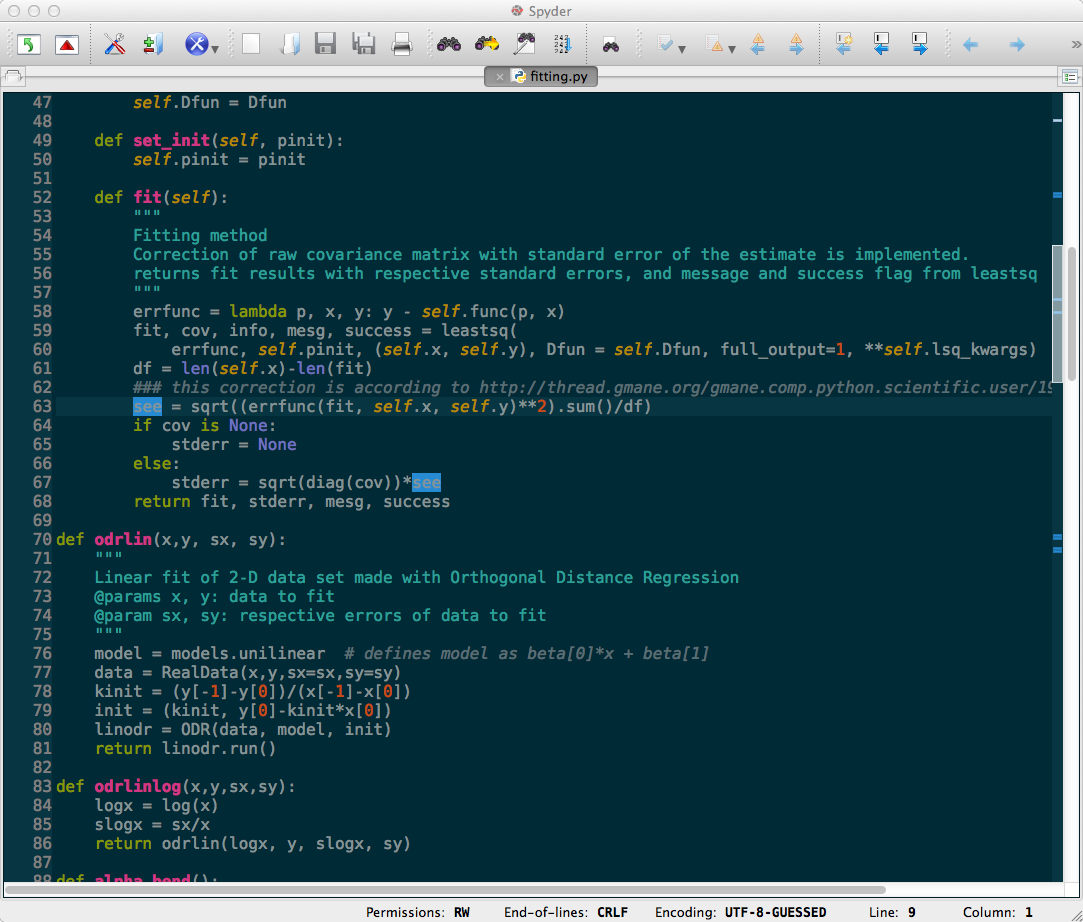 Spyder
fitting.py
47         self.Dfun = Dfun
48
49     def set_init(self, pinit):
50         self.pinit = pinit
51
52     def fit(self):
53         """
54         Fitting method
55         Correction of raw covariance matrix with standard error of the estimate is implemented.
56         returns fit results with respective standard errors, and message and success flag from leastsq
57         """
58         errfunc = lambda p, x, y: y - self.func(p, x)
59         fit, cov, info, mesg, success = leastsq(
60             errfunc, self.pinit, (self.x, self.y), Dfun = self.Dfun, full_output=1, **self.lsq_kwargs)
61         df = len(self.x)-len(fit)
62         ### this correction is according to http://thread.gmane.org/gmane.comp.python.scientific.user/19
63         see = sqrt((errfunc(fit, self.x, self.y)**2).sum()/df)
64         if cov is None:
65             stderr = None
66         else:
67             stderr = sqrt(diag(cov))*see
68         return fit, stderr, mesg, success
69
70 def odrlin(x,y, sx, sy):
71     """
72     Linear fit of 2-D data set made with Orthogonal Distance Regression
73     @params x, y: data to fit
74     @param sx, sy: respective errors of data to fit
75     """
76     model = models.unilinear  # defines model as beta[0]*x + beta[1]
77     data = RealData(x,y,sx=sx,sy=sy)
78     kinit = (y[-1]-y[0])/(x[-1]-x[0])
79     init = (kinit, y[0]-kinit*x[0])
80     linodr = ODR(data, model, init)
81     return linodr.run()
82
83 def odrlinlog(x,y,sx,sy):
84     logx = log(x)
85     slogx = sx/x
86     return odrlin(logx, y, slogx, sy)
87
88 def alpha_bend():
Permissions: RW End-of-lines: CRLF Encoding: UTF-8-GUESSED Line: 9 Column: 1